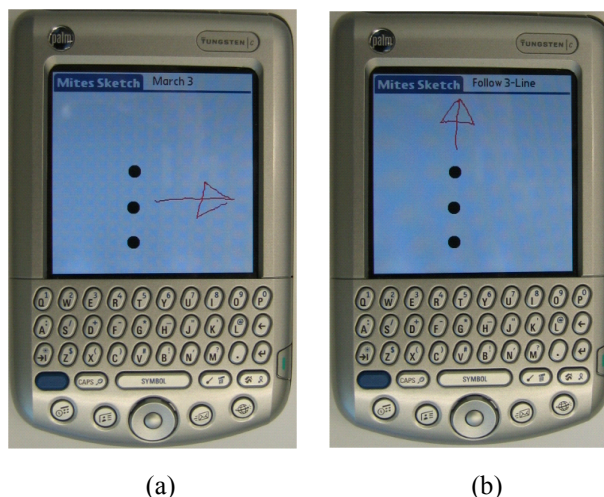 palm TUNGSTEN | C
Mites Sketch March 3
Q W E R T Y U I O P
A S D F G H J K L
Z X C V B N M .
CAPS SYMBOL
(a)
palm TUNGSTEN | C
Mites Sketch Follow 3-Line
Q W E R T Y U I O P
A S D F G H J K L
Z X C V B N M .
CAPS SYMBOL
(b)